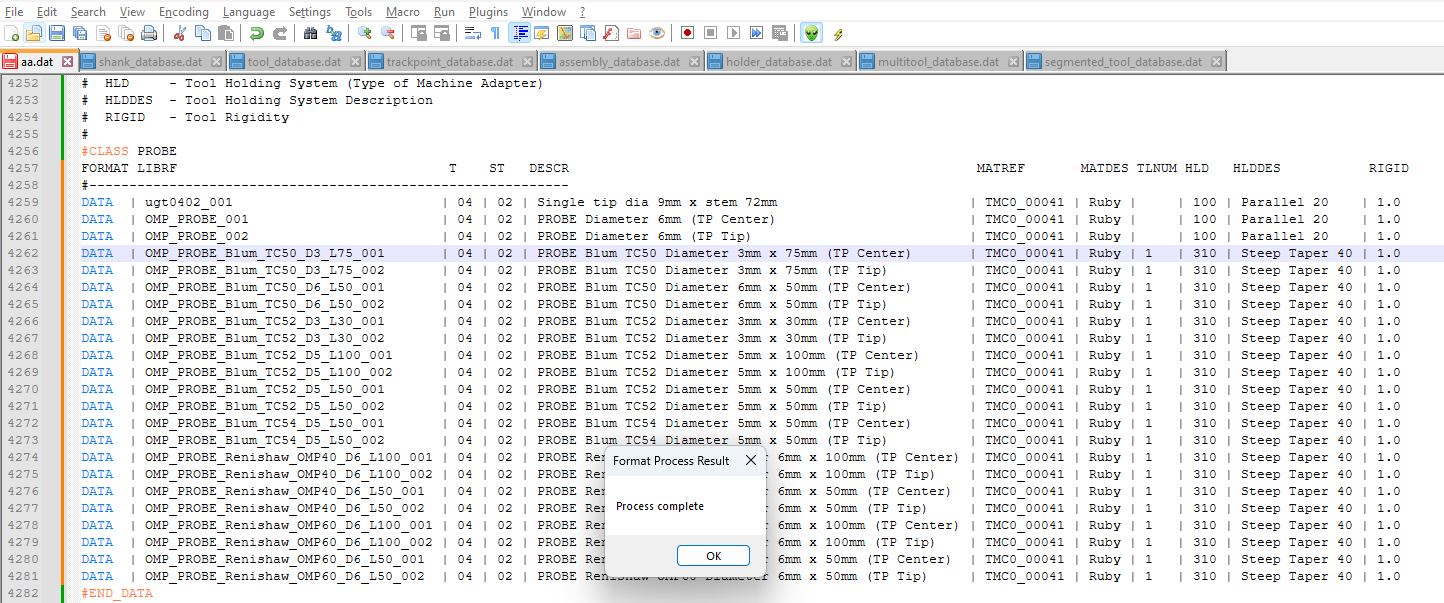 File Edit Search View Encoding Language Settings Tools Macro Run Plugins Window ?
aa.dat shank_database.dat tool_database.dat trackpoint_database.dat assembly_database.dat holder_database.dat multitool_database.dat segmented_tool_database.dat
4252 # HLD - Tool Holding System (Type of Machine Adapter)
4253 # HLDDES - Tool Holding System Description
4254 # RIGID - Tool Rigidity
4255 #
4256 #CLASS PROBE
4257 FORMAT LIBRF T ST DESCR MATREF MATDES TLNUM HLD HLDDES RIGID
4258 #------------------------------------------------------------
4259 DATA | ugt0402_001 | 04 | 02 | Single tip dia 9mm x stem 72mm | TMC0_00041 | Ruby | | 100 | Parallel 20 | 1.0
4260 DATA | OMP_PROBE_001 | 04 | 02 | PROBE Diameter 6mm (TP Center) | TMC0_00041 | Ruby | | 100 | Parallel 20 | 1.0
4261 DATA | OMP_PROBE_002 | 04 | 02 | PROBE Diameter 6mm (TP Tip) | TMC0_00041 | Ruby | | 100 | Parallel 20 | 1.0
4262 DATA | OMP_PROBE_Blum_TC50_D3_L75_001 | 04 | 02 | PROBE Blum TC50 Diameter 3mm x 75mm (TP Center) | TMC0_00041 | Ruby | 1 | 310 | Steep Taper 40 | 1.0
4263 DATA | OMP_PROBE_Blum_TC50_D3_L75_002 | 04 | 02 | PROBE Blum TC50 Diameter 3mm x 75mm (TP Tip) | TMC0_00041 | Ruby | 1 | 310 | Steep Taper 40 | 1.0
4264 DATA | OMP_PROBE_Blum_TC50_D6_L50_001 | 04 | 02 | PROBE Blum TC50 Diameter 6mm x 50mm (TP Center) | TMC0_00041 | Ruby | 1 | 310 | Steep Taper 40 | 1.0
4265 DATA | OMP_PROBE_Blum_TC50_D6_L50_002 | 04 | 02 | PROBE Blum TC50 Diameter 6mm x 50mm (TP Tip) | TMC0_00041 | Ruby | 1 | 310 | Steep Taper 40 | 1.0
4266 DATA | OMP_PROBE_Blum_TC52_D3_L30_001 | 04 | 02 | PROBE Blum TC52 Diameter 3mm x 30mm (TP Center) | TMC0_00041 | Ruby | 1 | 310 | Steep Taper 40 | 1.0
4267 DATA | OMP_PROBE_Blum_TC52_D3_L30_002 | 04 | 02 | PROBE Blum TC52 Diameter 3mm x 30mm (TP Tip) | TMC0_00041 | Ruby | 1 | 310 | Steep Taper 40 | 1.0
4268 DATA | OMP_PROBE_Blum_TC52_D5_L100_001 | 04 | 02 | PROBE Blum TC52 Diameter 5mm x 100mm (TP Center) | TMC0_00041 | Ruby | 1 | 310 | Steep Taper 40 | 1.0
4269 DATA | OMP_PROBE_Blum_TC52_D5_L100_002 | 04 | 02 | PROBE Blum TC52 Diameter 5mm x 100mm (TP Tip) | TMC0_00041 | Ruby | 1 | 310 | Steep Taper 40 | 1.0
4270 DATA | OMP_PROBE_Blum_TC52_D5_L50_001 | 04 | 02 | PROBE Blum TC52 Diameter 5mm x 50mm (TP Center) | TMC0_00041 | Ruby | 1 | 310 | Steep Taper 40 | 1.0
4271 DATA | OMP_PROBE_Blum_TC52_D5_L50_002 | 04 | 02 | PROBE Blum TC52 Diameter 5mm x 50mm (TP Tip) | TMC0_00041 | Ruby | 1 | 310 | Steep Taper 40 | 1.0
4272 DATA | OMP_PROBE_Blum_TC54_D5_L50_001 | 04 | 02 | PROBE Blum TC54 Diameter 5mm x 50mm (TP Center) | TMC0_00041 | Ruby | 1 | 310 | Steep Taper 40 | 1.0
4273 DATA | OMP_PROBE_Blum_TC54_D5_L50_002 | 04 | 02 | PROBE Blum TC54 Diameter 5mm x 50mm (TP Tip) | TMC0_00041 | Ruby | 1 | 310 | Steep Taper 40 | 1.0
4274 DATA | OMP_PROBE_Renishaw_OMP40_D6_L100_001 | 04 | 02 | PROBE 6mm x 100mm (TP Center) | TMC0_00041 | Ruby | 1 | 310 | Steep Taper 40 | 1.0
4275 DATA | OMP_PROBE_Renishaw_OMP40_D6_L100_002 | 04 | 02 | PROBE 6mm x 100mm (TP Tip) | TMC0_00041 | Ruby | 1 | 310 | Steep Taper 40 | 1.0
4276 DATA | OMP_PROBE_Renishaw_OMP40_D6_L50_001 | 04 | 02 | PROBE 6mm x 50mm (TP Center) | TMC0_00041 | Ruby | 1 | 310 | Steep Taper 40 | 1.0
4277 DATA | OMP_PROBE_Renishaw_OMP40_D6_L50_002 | 04 | 02 | PROBE 6mm x 50mm (TP Tip) | TMC0_00041 | Ruby | 1 | 310 | Steep Taper 40 | 1.0
4278 DATA | OMP_PROBE_Renishaw_OMP60_D6_L100_001 | 04 | 02 | PROBE 6mm x 100mm (TP Center) | TMC0_00041 | Ruby | 1 | 310 | Steep Taper 40 | 1.0
4279 DATA | OMP_PROBE_Renishaw_OMP60_D6_L100_002 | 04 | 02 | PROBE 6mm x 100mm (TP Tip) | TMC0_00041 | Ruby | 1 | 310 | Steep Taper 40 | 1.0
4280 DATA | OMP_PROBE_Renishaw_OMP60_D6_L50_001 | 04 | 02 | PROBE 6mm x 50mm (TP Center) | TMC0_00041 | Ruby | 1 | 310 | Steep Taper 40 | 1.0
4281 DATA | OMP_PROBE_Renishaw_OMP60_D6_L50_002 | 04 | 02 | PROBE Renishaw OMP60 Diameter 6mm x 50mm (TP Tip) | TMC0_00041 | Ruby | 1 | 310 | Steep Taper 40 | 1.0
4282 #END_DATA
Format Process Result
Process complete
OK